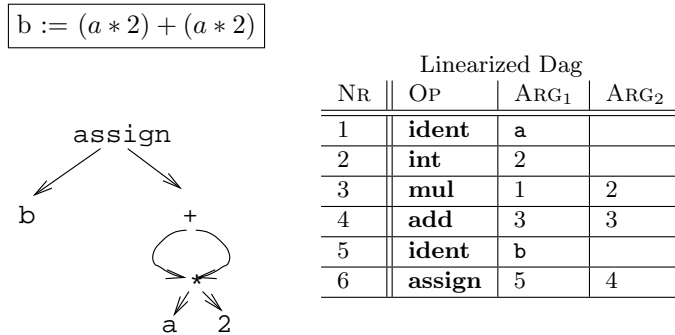 b := (a * 2) + (a * 2)
assign
b +
*
a 2
Linearized Dag
NR OP ARG1 ARG2
1 ident a
2 int 2
3 mul 1 2
4 add 3 3
5 ident b
6 assign 5 4